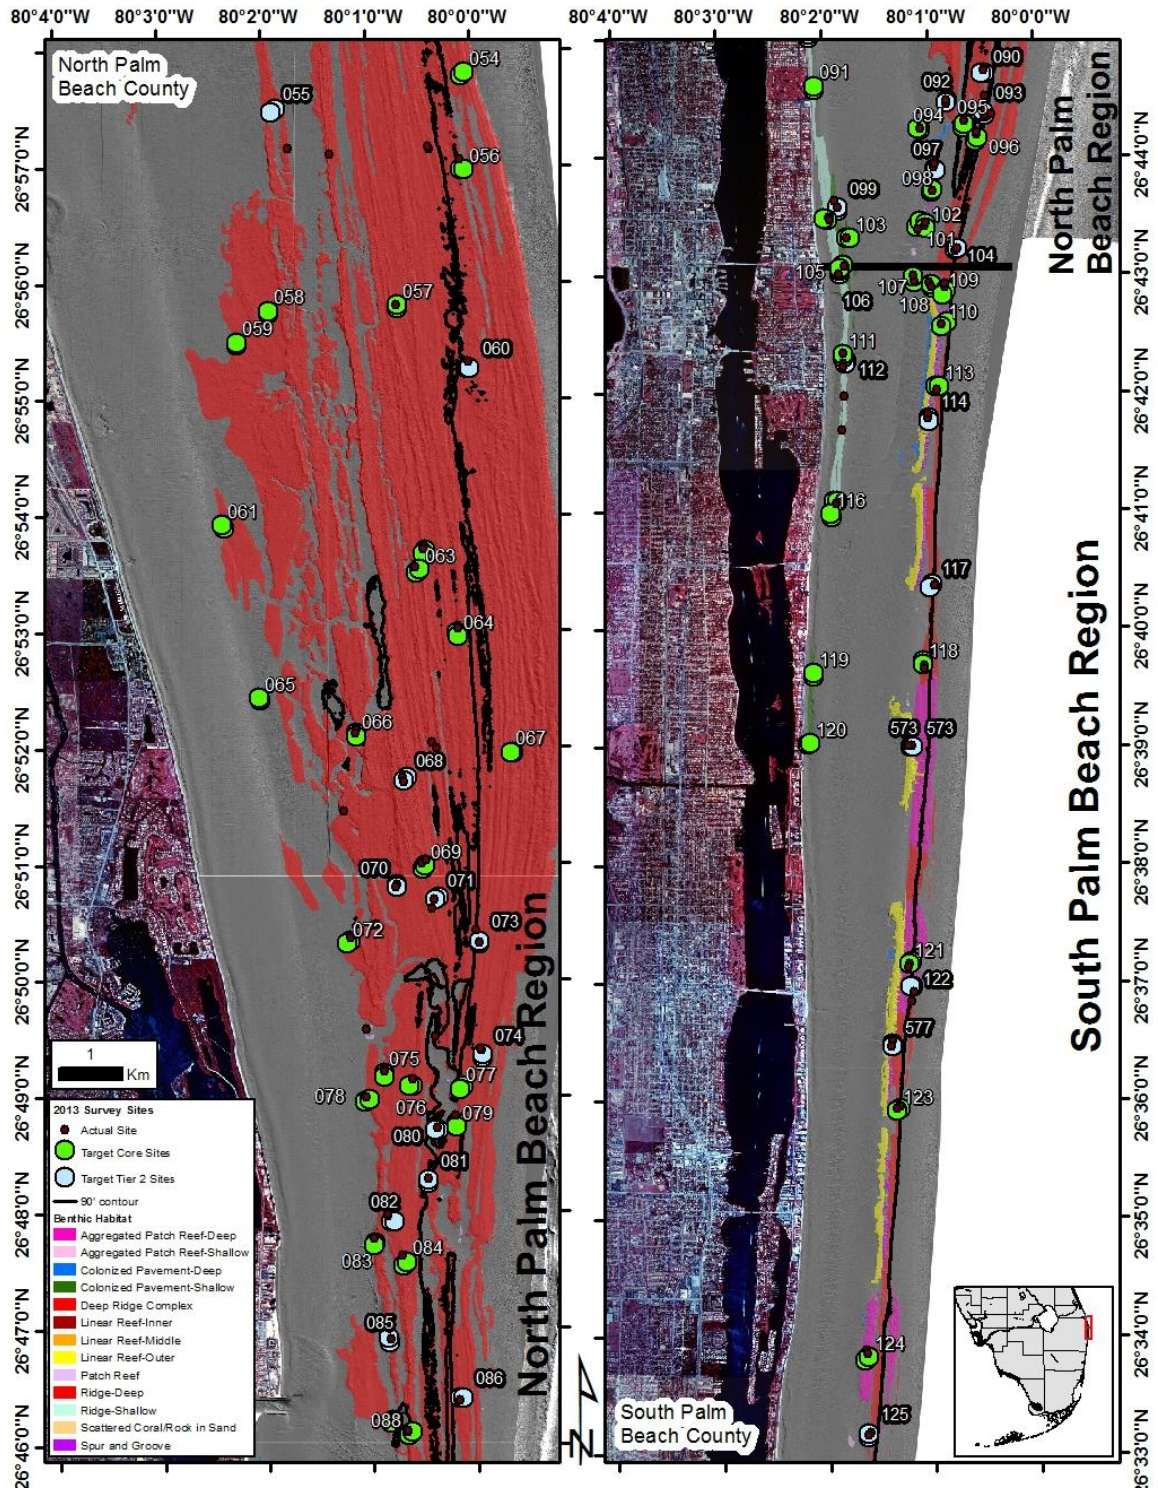 80°4'0"W 80°3'0"W 80°2'0"W 80°1'0"W 80°0'0"W
80°4'0"W 80°3'0"W 80°2'0"W 80°1'0"W 80°0'0"W
North Palm
Beach County
054
055
056
057
058
059
060
061
063
064
065
066
067
068
069
070
071
072
073
074
075
076
077
078
079
080
081
082
083
084
085
086
088
26°57'0"N
26°56'0"N
26°55'0"N
26°54'0"N
26°53'0"N
26°52'0"N
26°51'0"N
26°50'0"N
26°49'0"N
26°48'0"N
26°47'0"N
26°46'0"N
North Palm Beach Region
1
Km
2013 Survey Sites
Actual Site
Target Core Sites
Target Tier 2 Sites
90' contour
Benthic Habitat
Aggregated Patch Reef-Deep
Aggregated Patch Reef-Shallow
Colonized Pavement-Deep
Colonized Pavement-Shallow
Deep Ridge Complex
Linear Reef-Inner
Linear Reef-Middle
Linear Reef-Outer
Patch Reef
Ridge-Deep
Ridge-Shallow
Scattered Coral/Rock in Sand
Spur and Groove
N
090
091
092
093
094
095
096
097
098
099
101
102
103
104
105
106
107
108
109
110
111
112
113
114
116
117
118
119
120
573 573
121
122
577
123
124
125
North Palm
Beach Region
South Palm Beach Region
26°44'0"N
26°43'0"N
26°42'0"N
26°41'0"N
26°40'0"N
26°39'0"N
26°38'0"N
26°37'0"N
26°36'0"N
26°35'0"N
26°34'0"N
26°33'0"N
South Palm
Beach County